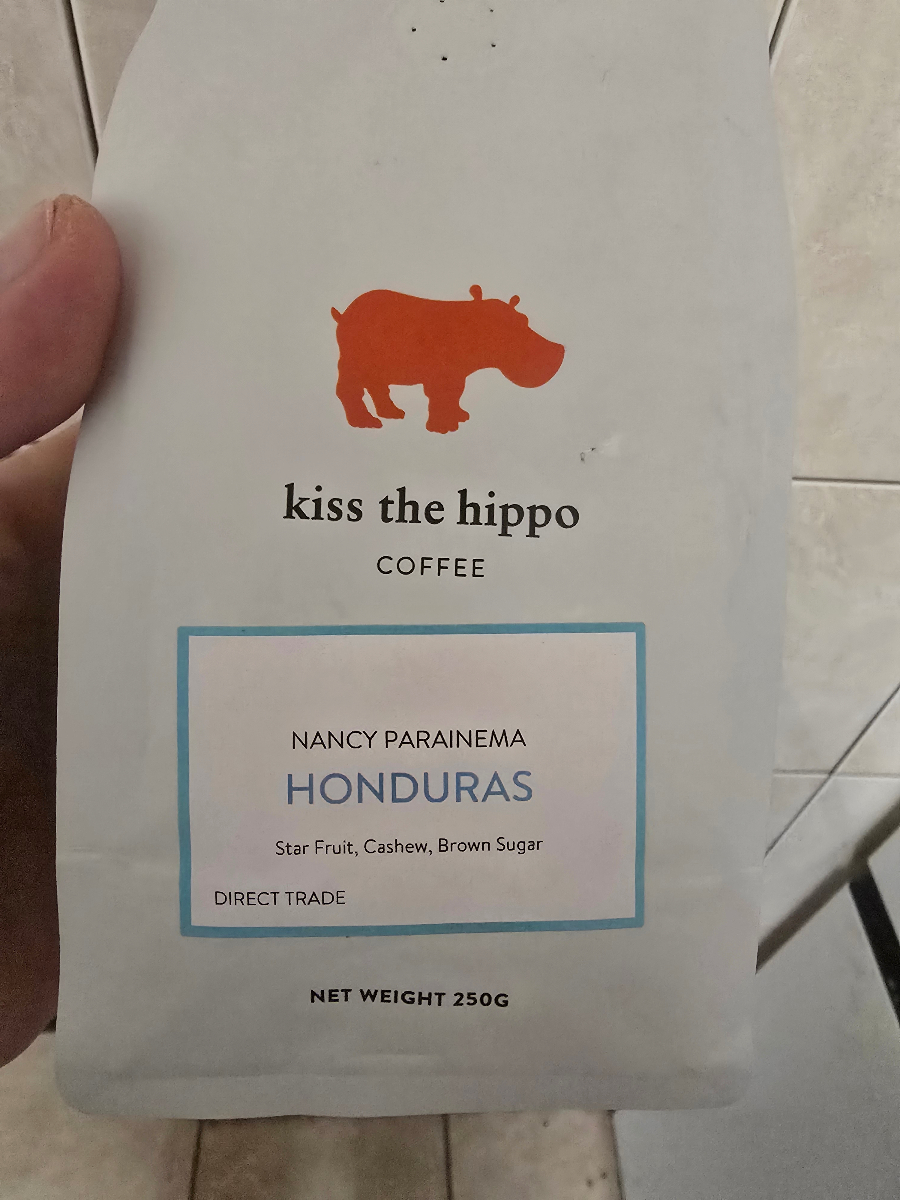 kiss the hippo
COFFEE
NANCY PARAINEMA
HONDURAS
Star Fruit, Cashew, Brown Sugar
DIRECT TRADE
NET WEIGHT 250G